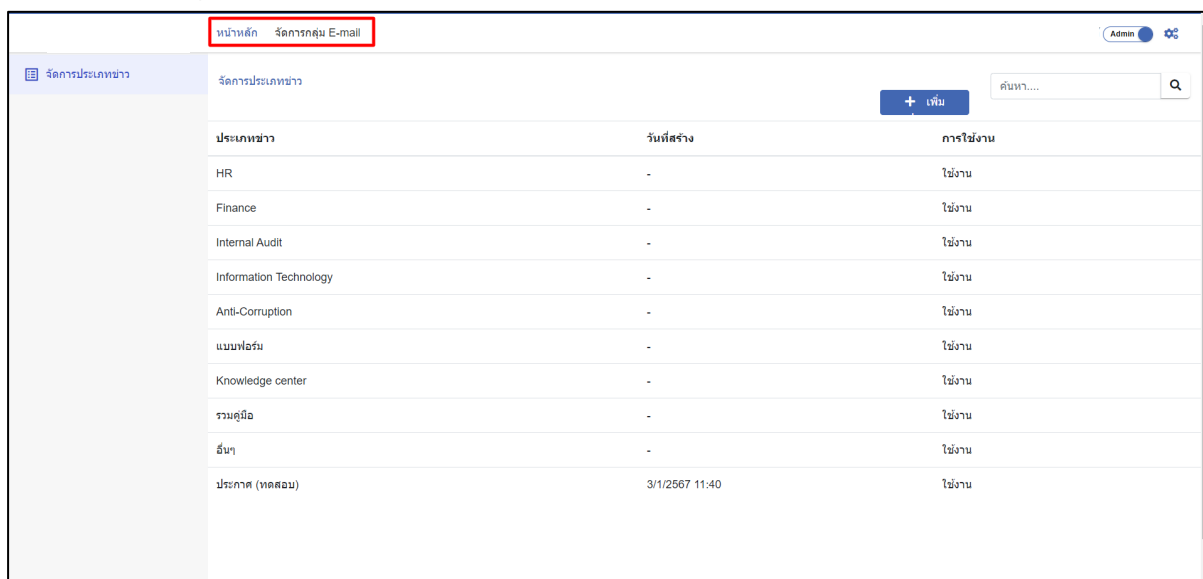 หน้าหลัก จัดการกลุ่ม E-mail Admin
จัดการประเภทข่าว
จัดการประเภทข่าว
ค้นหา....
+ เพิ่ม
ประเภทข่าว วันที่สร้าง การใช้งาน
HR - ใช้งาน
Finance - ใช้งาน
Internal Audit - ใช้งาน
Information Technology - ใช้งาน
Anti-Corruption - ใช้งาน
แบบฟอร์ม - ใช้งาน
Knowledge center - ใช้งาน
รวมคู่มือ - ใช้งาน
อื่นๆ - ใช้งาน
ประกาศ (ทดสอบ) 3/1/2567 11:40 ใช้งาน